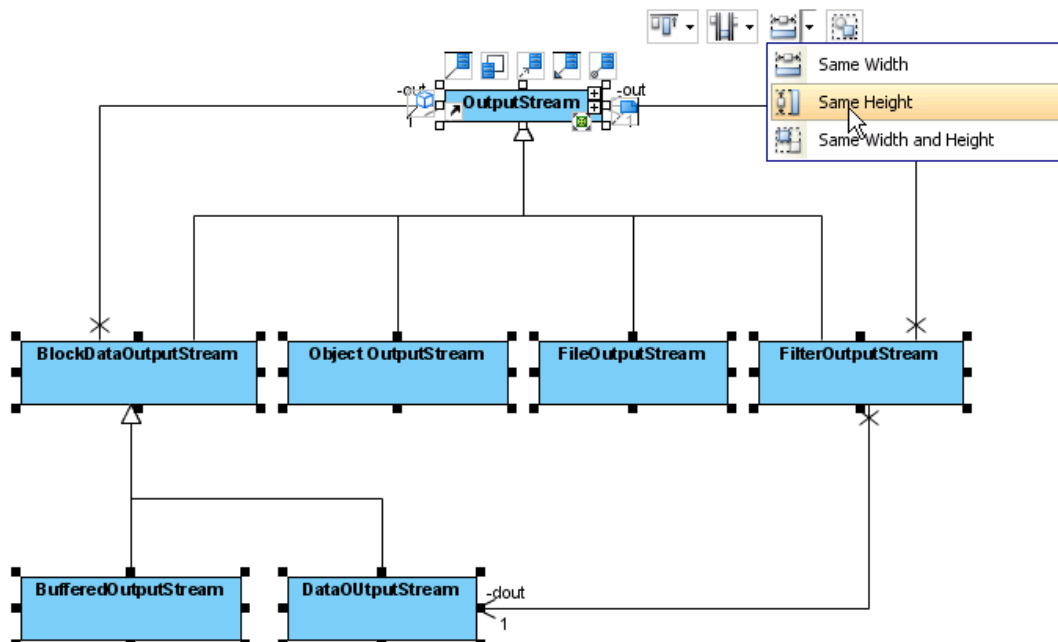 Same Width
-out
OutputStream
-out
Same Height
1
1
Same Width and Height
BlockDataOutputStream
Object OutputStream
FileOutputStream
FilterOutputStream
BufferedOutputStream
DataOUtputStream
-dout
1